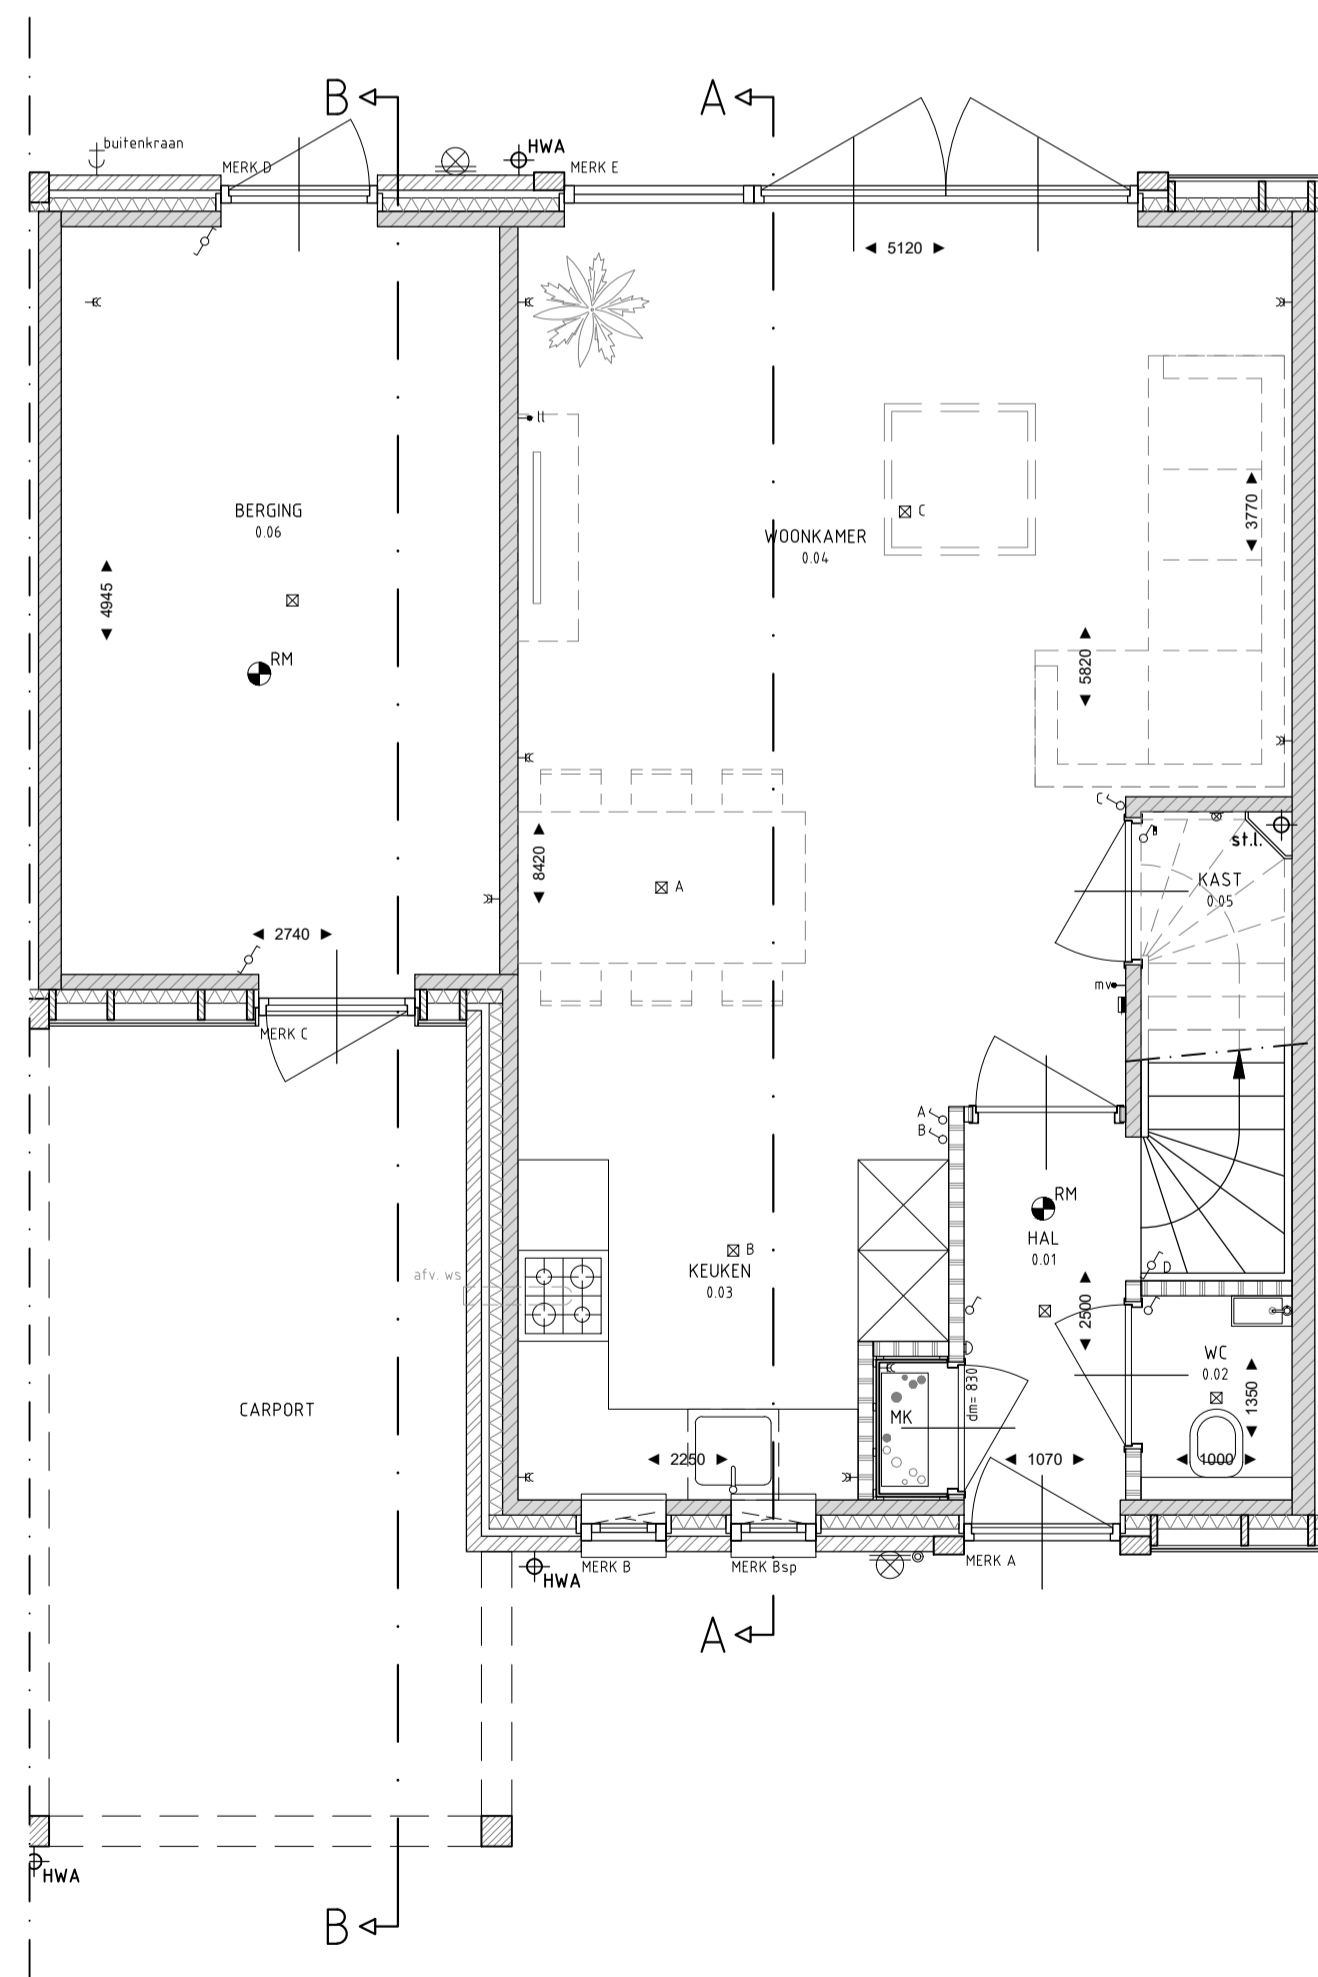 B
A
buitenkraan
HWA
MERK D
MERK E
5120
tl
BERGING
0.06
C
WOONKAMER
0.04
3770
4945
RM
5820
C
st.l.
8420
A
KAST
0.05
2740
mv
MERK C
A
B
RM
HAL
0.01
B
KEUKEN
0.03
afv. ws
D
2500
WC
0.02
1350
dm= 830
CARPORT
MK
2250
1070
1000
MERK B
MERK Bsp
MERK A
HWA
A
HWA
B